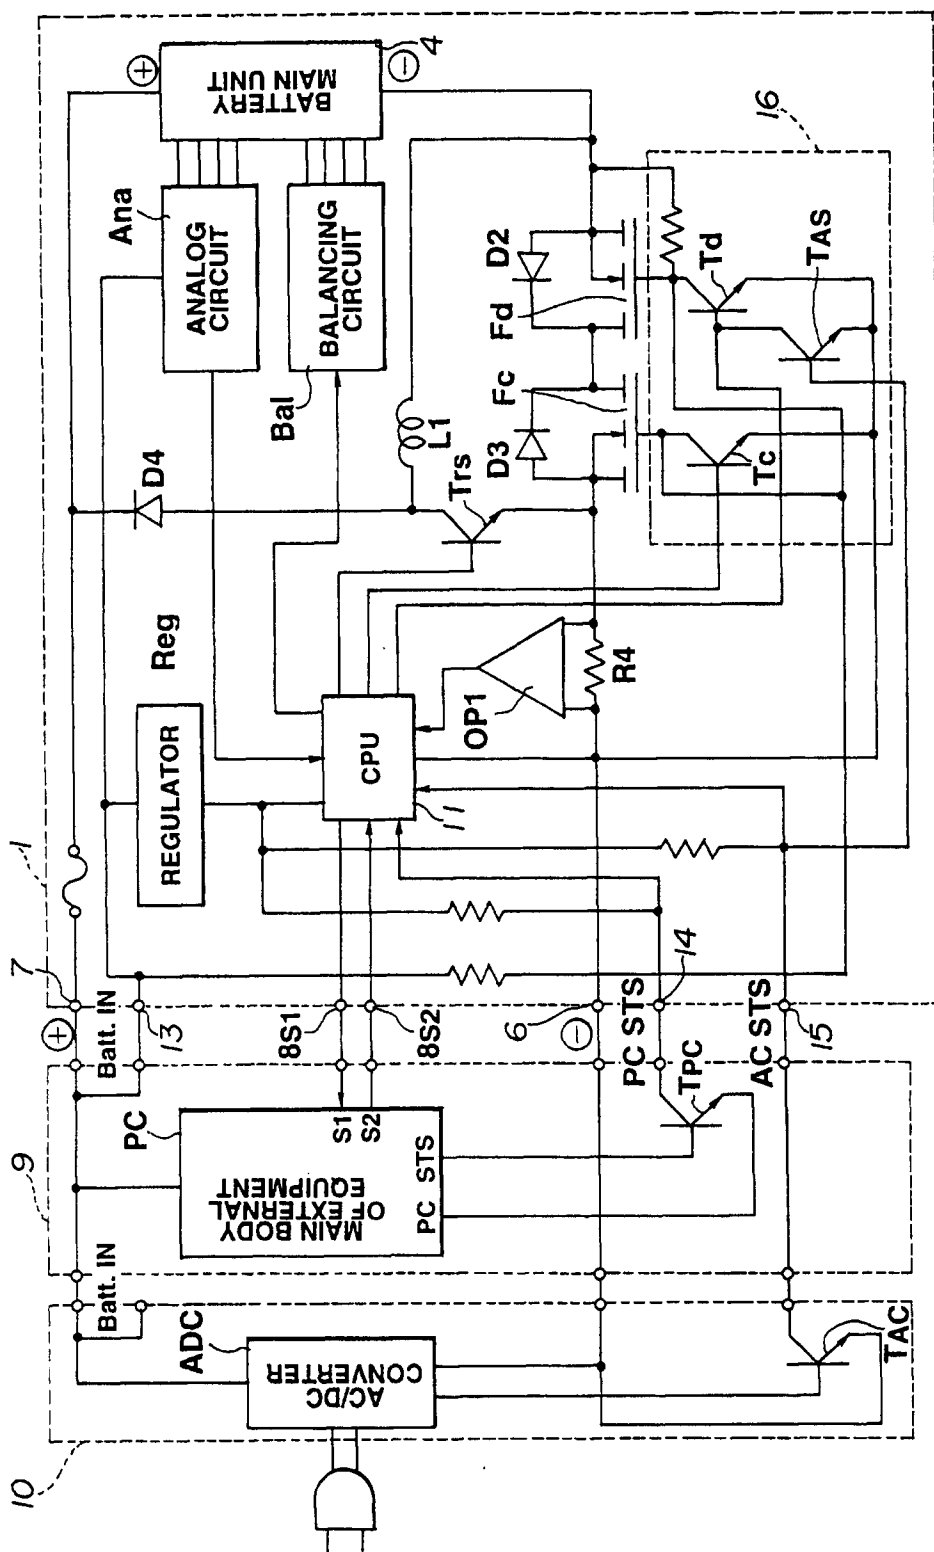 1
4
⊕
⊖
BATTERY
MAIN UNIT
Ana
ANALOG
CIRCUIT
BALANCING
CIRCUIT
Bal
D4
L1
Trs
D2
D3
Fd
Fc
16
Td
TAS
Tc
Reg
REGULATOR
CPU
11
OP1
R4
7
⊕
Batt. IN
13
8S1
8S2
6
⊖
PC STS
14
AC STS
15
9
PC
MAIN BODY
OF EXTERNAL
EQUIPMENT
S1
S2
PC STS
TPC
Batt. IN
10
ADC
AC/DC
CONVERTER
TAC